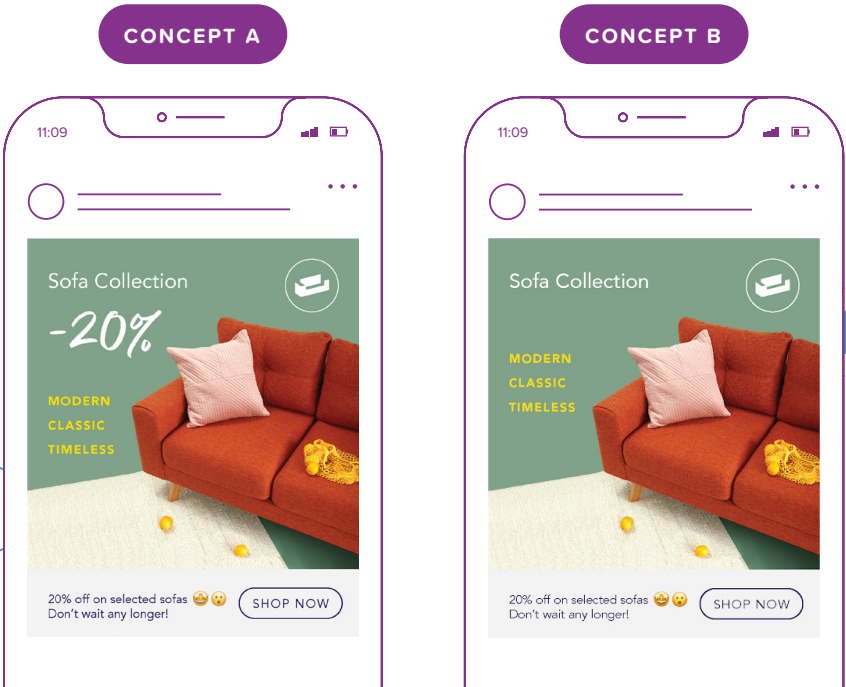 CONCEPT A
11:09
Sofa Collection
-20%
MODERN
CLASSIC
TIMELESS
20% off on selected sofas 🤩😮
Don't wait any longer!
SHOP NOW
CONCEPT B
11:09
Sofa Collection
MODERN
CLASSIC
TIMELESS
20% off on selected sofas 🤩😮
Don't wait any longer!
SHOP NOW